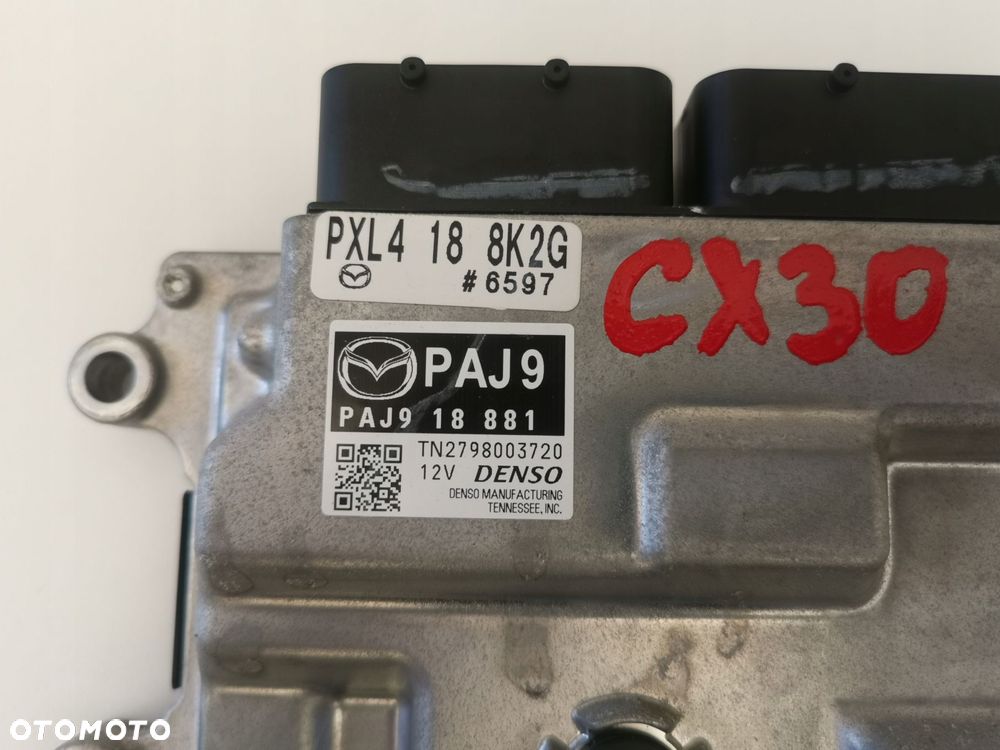 PXL4 18 8K2G
#6597
CX30
PAJ9
PAJ9 18 881
TN2798003720
12V DENSO
DENSO MANUFACTURING
TENNESSEE, INC.
OTOMOTO